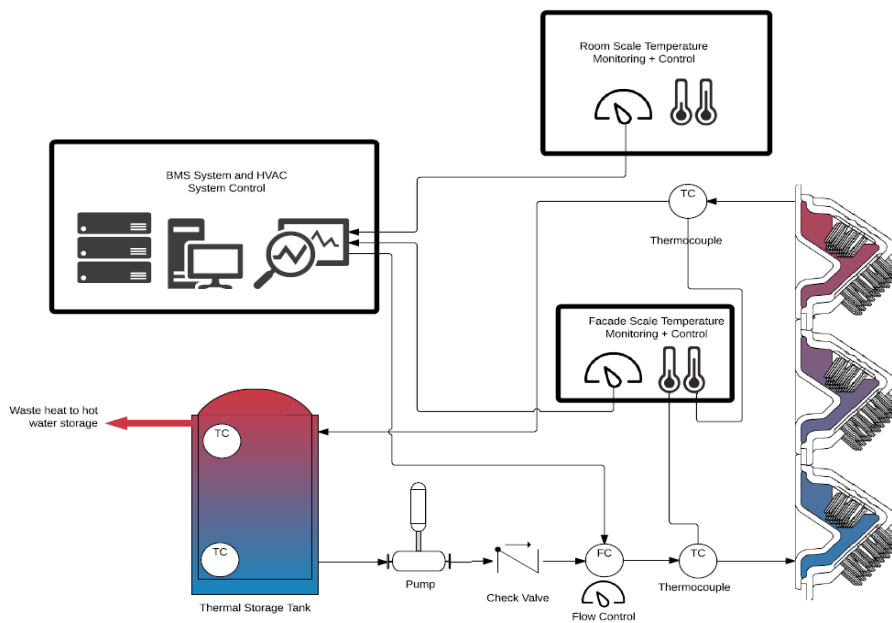 Room Scale Temperature
Monitoring + Control
BMS System and HVAC
System Control
TC
Thermocouple
Facade Scale Temperature
Monitoring + Control
Waste heat to hot
water storage
TC
TC
Thermal Storage Tank
Pump
Check Valve
FC
Flow Control
TC
Thermocouple